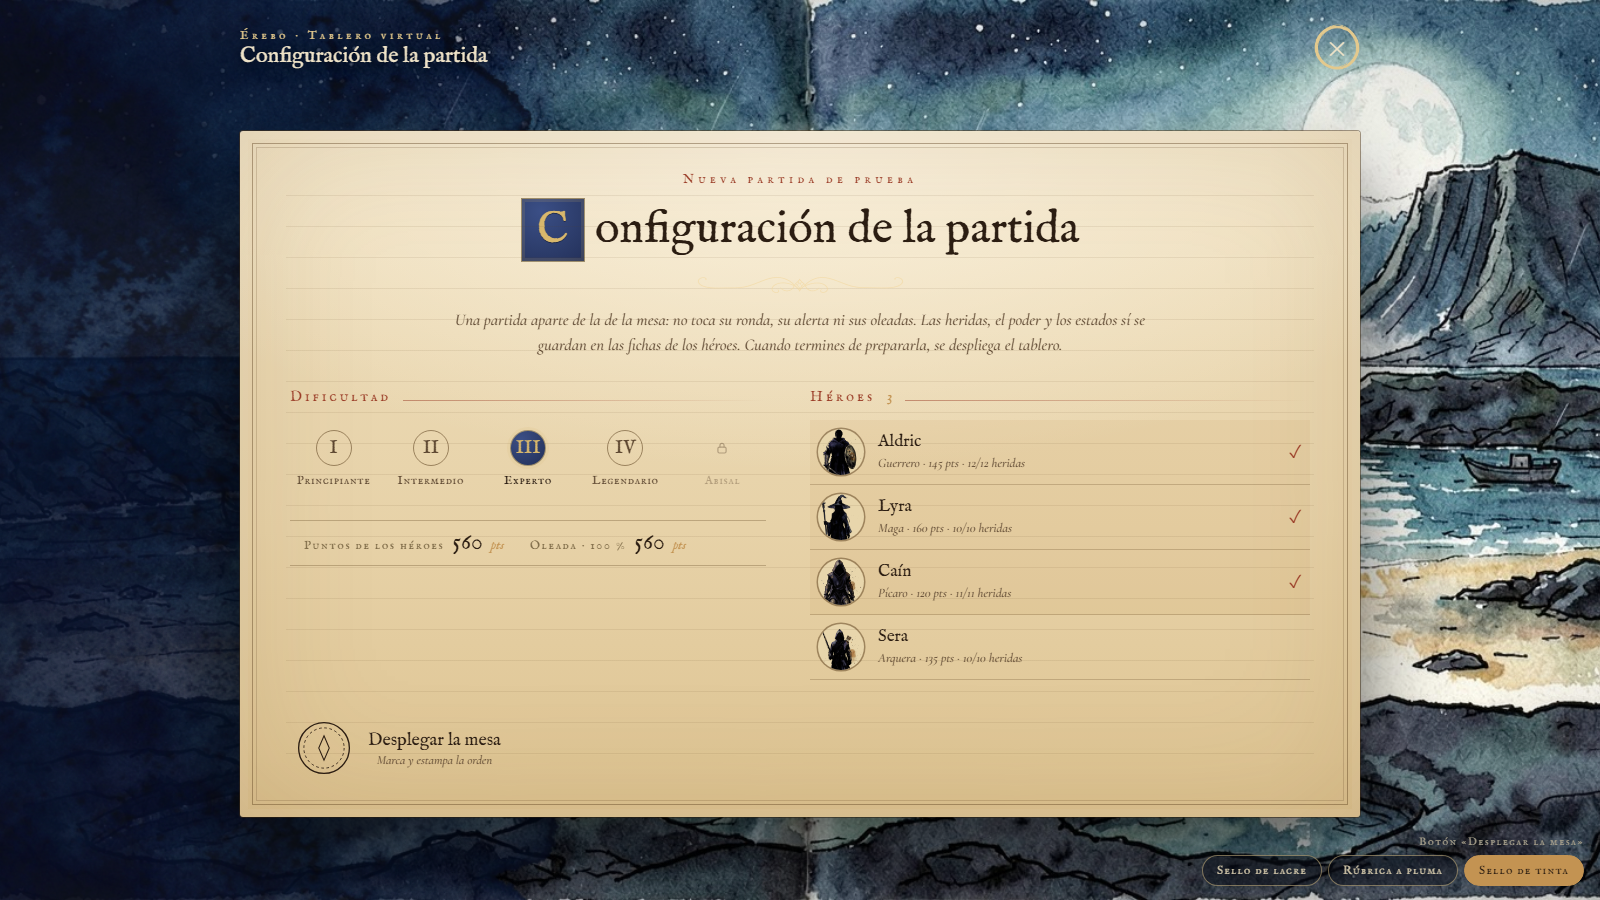 Érebo · Tablero virtual
Configuración de la partida
Nueva partida de prueba
Configuración de la partida
Una partida aparte de la de la mesa: no toca su ronda, su alerta ni sus oleadas. Las heridas, el poder y los estados sí se
guardan en las fichas de los héroes. Cuando termines de prepararla, se despliega el tablero.
Dificultad
I II III IV
Principiante Intermedio Experto Legendario Abisal
Puntos de los héroes 560 pts Oleada · 100 % 560 pts
Héroes 3
Aldric
Guerrero · 145 pts · 12/12 heridas
Lyra
Maga · 160 pts · 10/10 heridas
Caín
Pícaro · 120 pts · 11/11 heridas
Sera
Arquera · 135 pts · 10/10 heridas
Desplegar la mesa
Marca y estampa la orden
Botón «Desplegar la mesa»
Sello de lacre Rúbrica a pluma Sello de tinta